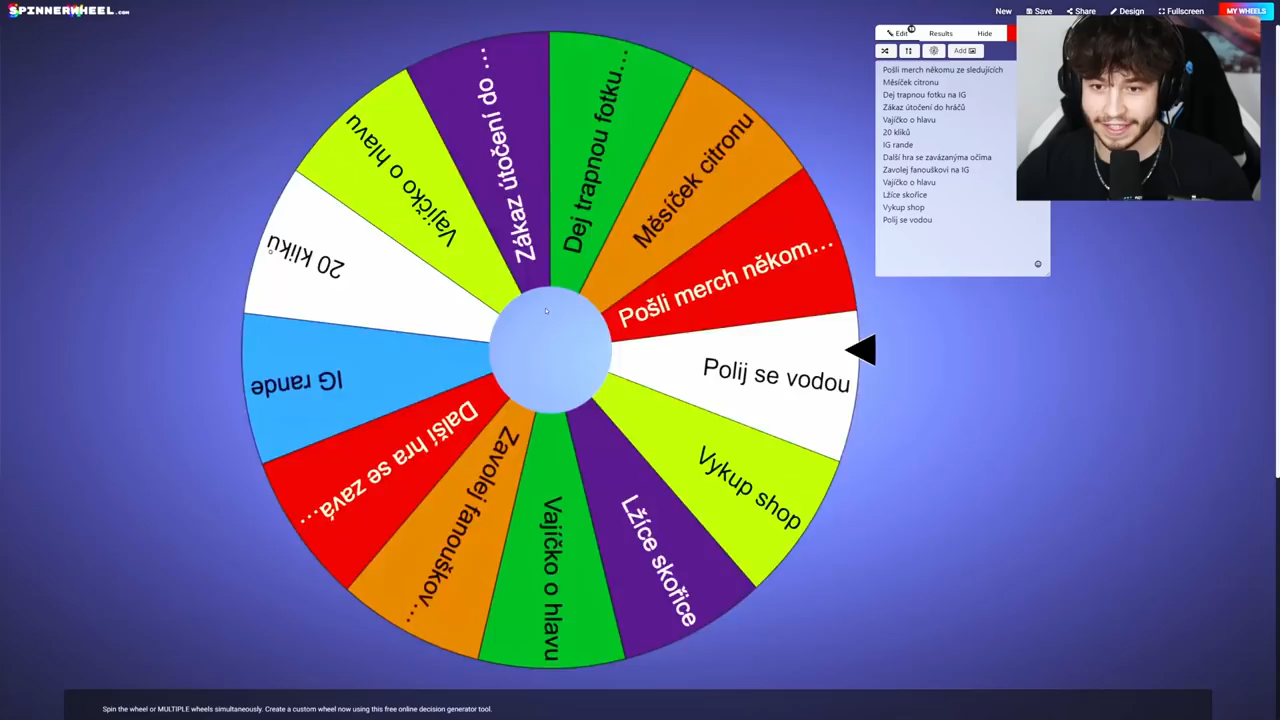 SPINNERWHEEL.COM
New
Save
Share
Design
Fullscreen
MY WHEELS
Edit
Results
Hide
Add
Pošli merch někomu ze sledujících
Měsíček citronu
Dej trapnou fotku na IG
Zákaz útočení do hráčů
Vajíčko o hlavu
20 kliků
IG rande
Další hra se zavázanýma očima
Zavolej fanouškovi na IG
Vajíčko o hlavu
Lžíce skořice
Vykup shop
Polij se vodou
Zákaz útočení do ...
Dej trapnou fotku...
Měsíček citronu
Pošli merch někom...
Polij se vodou
Vykup shop
Lžíce skořice
Vajíčko o hlavu
Zavolej fanouškov...
Další hra se zavá...
IG rande
20 kliků
Vajíčko o hlavu
Spin the wheel or MULTIPLE wheels simultaneously. Create a custom wheel now using this free online decision generator tool.